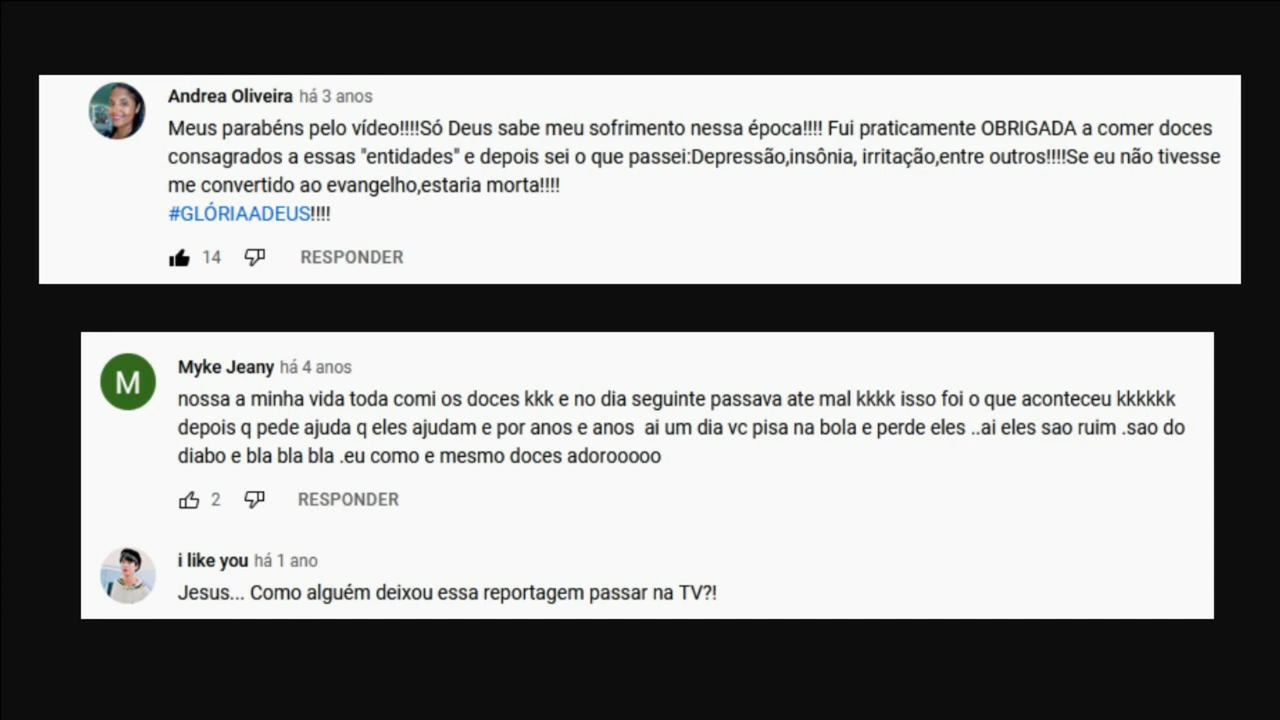 Andrea Oliveira há 3 anos
Meus parabéns pelo vídeo!!!!Só Deus sabe meu sofrimento nessa época!!!! Fui praticamente OBRIGADA a comer doces
consagrados a essas "entidades" e depois sei o que passei:Depressão,insônia, irritação,entre outros!!!!Se eu não tivesse
me convertido ao evangelho,estaria morta!!!!
#GLÓRIAADEUS!!!!
14 RESPONDER
M
Myke Jeany há 4 anos
nossa a minha vida toda comi os doces kkk e no dia seguinte passava ate mal kkkk isso foi o que aconteceu kkkkkk
depois q pede ajuda q eles ajudam e por anos e anos  ai um dia vc pisa na bola e perde eles ..ai eles sao ruim .sao do
diabo e bla bla bla .eu como e mesmo doces adorooooo
2 RESPONDER
i like you há 1 ano
Jesus... Como alguém deixou essa reportagem passar na TV?!